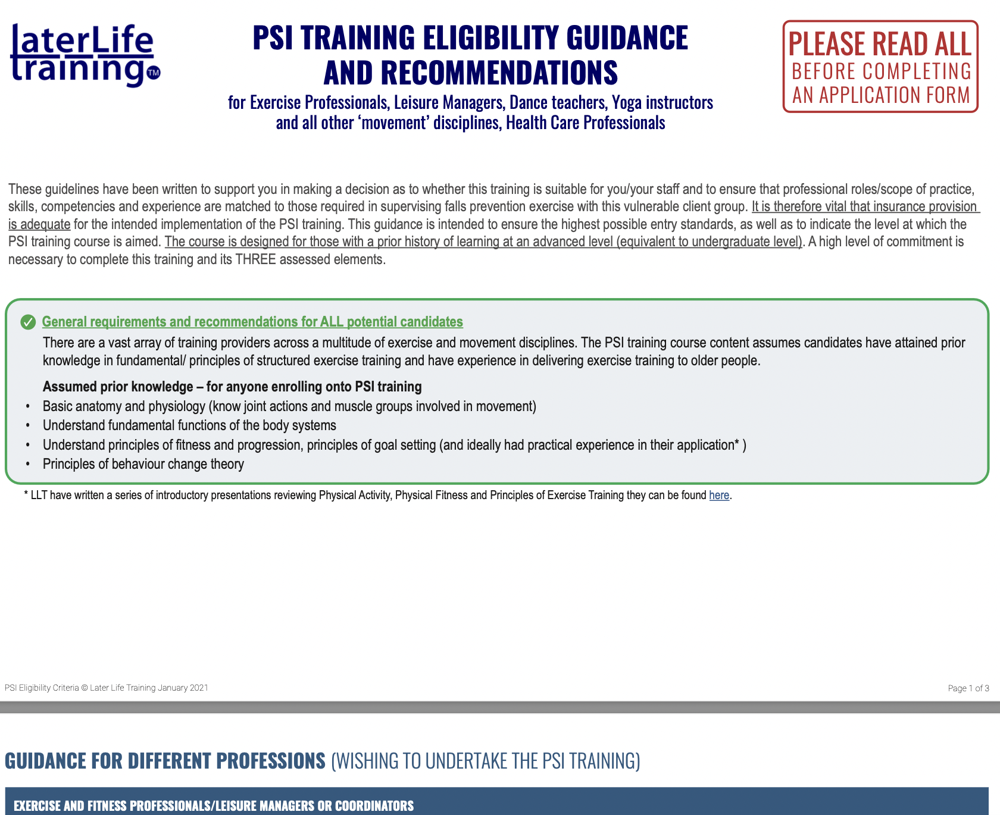 laterLife
training TM
PSI TRAINING ELIGIBILITY GUIDANCE
AND RECOMMENDATIONS
for Exercise Professionals, Leisure Managers, Dance teachers, Yoga instructors
and all other ‘movement’ disciplines, Health Care Professionals
PLEASE READ ALL
BEFORE COMPLETING
AN APPLICATION FORM
These guidelines have been written to support you in making a decision as to whether this training is suitable for you/your staff and to ensure that professional roles/scope of practice,
skills, competencies and experience are matched to those required in supervising falls prevention exercise with this vulnerable client group. It is therefore vital that insurance provision
is adequate for the intended implementation of the PSI training. This guidance is intended to ensure the highest possible entry standards, as well as to indicate the level at which the
PSI training course is aimed. The course is designed for those with a prior history of learning at an advanced level (equivalent to undergraduate level). A high level of commitment is
necessary to complete this training and its THREE assessed elements.
General requirements and recommendations for ALL potential candidates
There are a vast array of training providers across a multitude of exercise and movement disciplines. The PSI training course content assumes candidates have attained prior
knowledge in fundamental/ principles of structured exercise training and have experience in delivering exercise training to older people.
Assumed prior knowledge – for anyone enrolling onto PSI training
• Basic anatomy and physiology (know joint actions and muscle groups involved in movement)
• Understand fundamental functions of the body systems
• Understand principles of fitness and progression, principles of goal setting (and ideally had practical experience in their application* )
• Principles of behaviour change theory
* LLT have written a series of introductory presentations reviewing Physical Activity, Physical Fitness and Principles of Exercise Training they can be found here.
PSI Eligibility Criteria © Later Life Training January 2021
Page 1 of 3
GUIDANCE FOR DIFFERENT PROFESSIONS (WISHING TO UNDERTAKE THE PSI TRAINING)
EXERCISE AND FITNESS PROFESSIONALS/LEISURE MANAGERS OR COORDINATORS